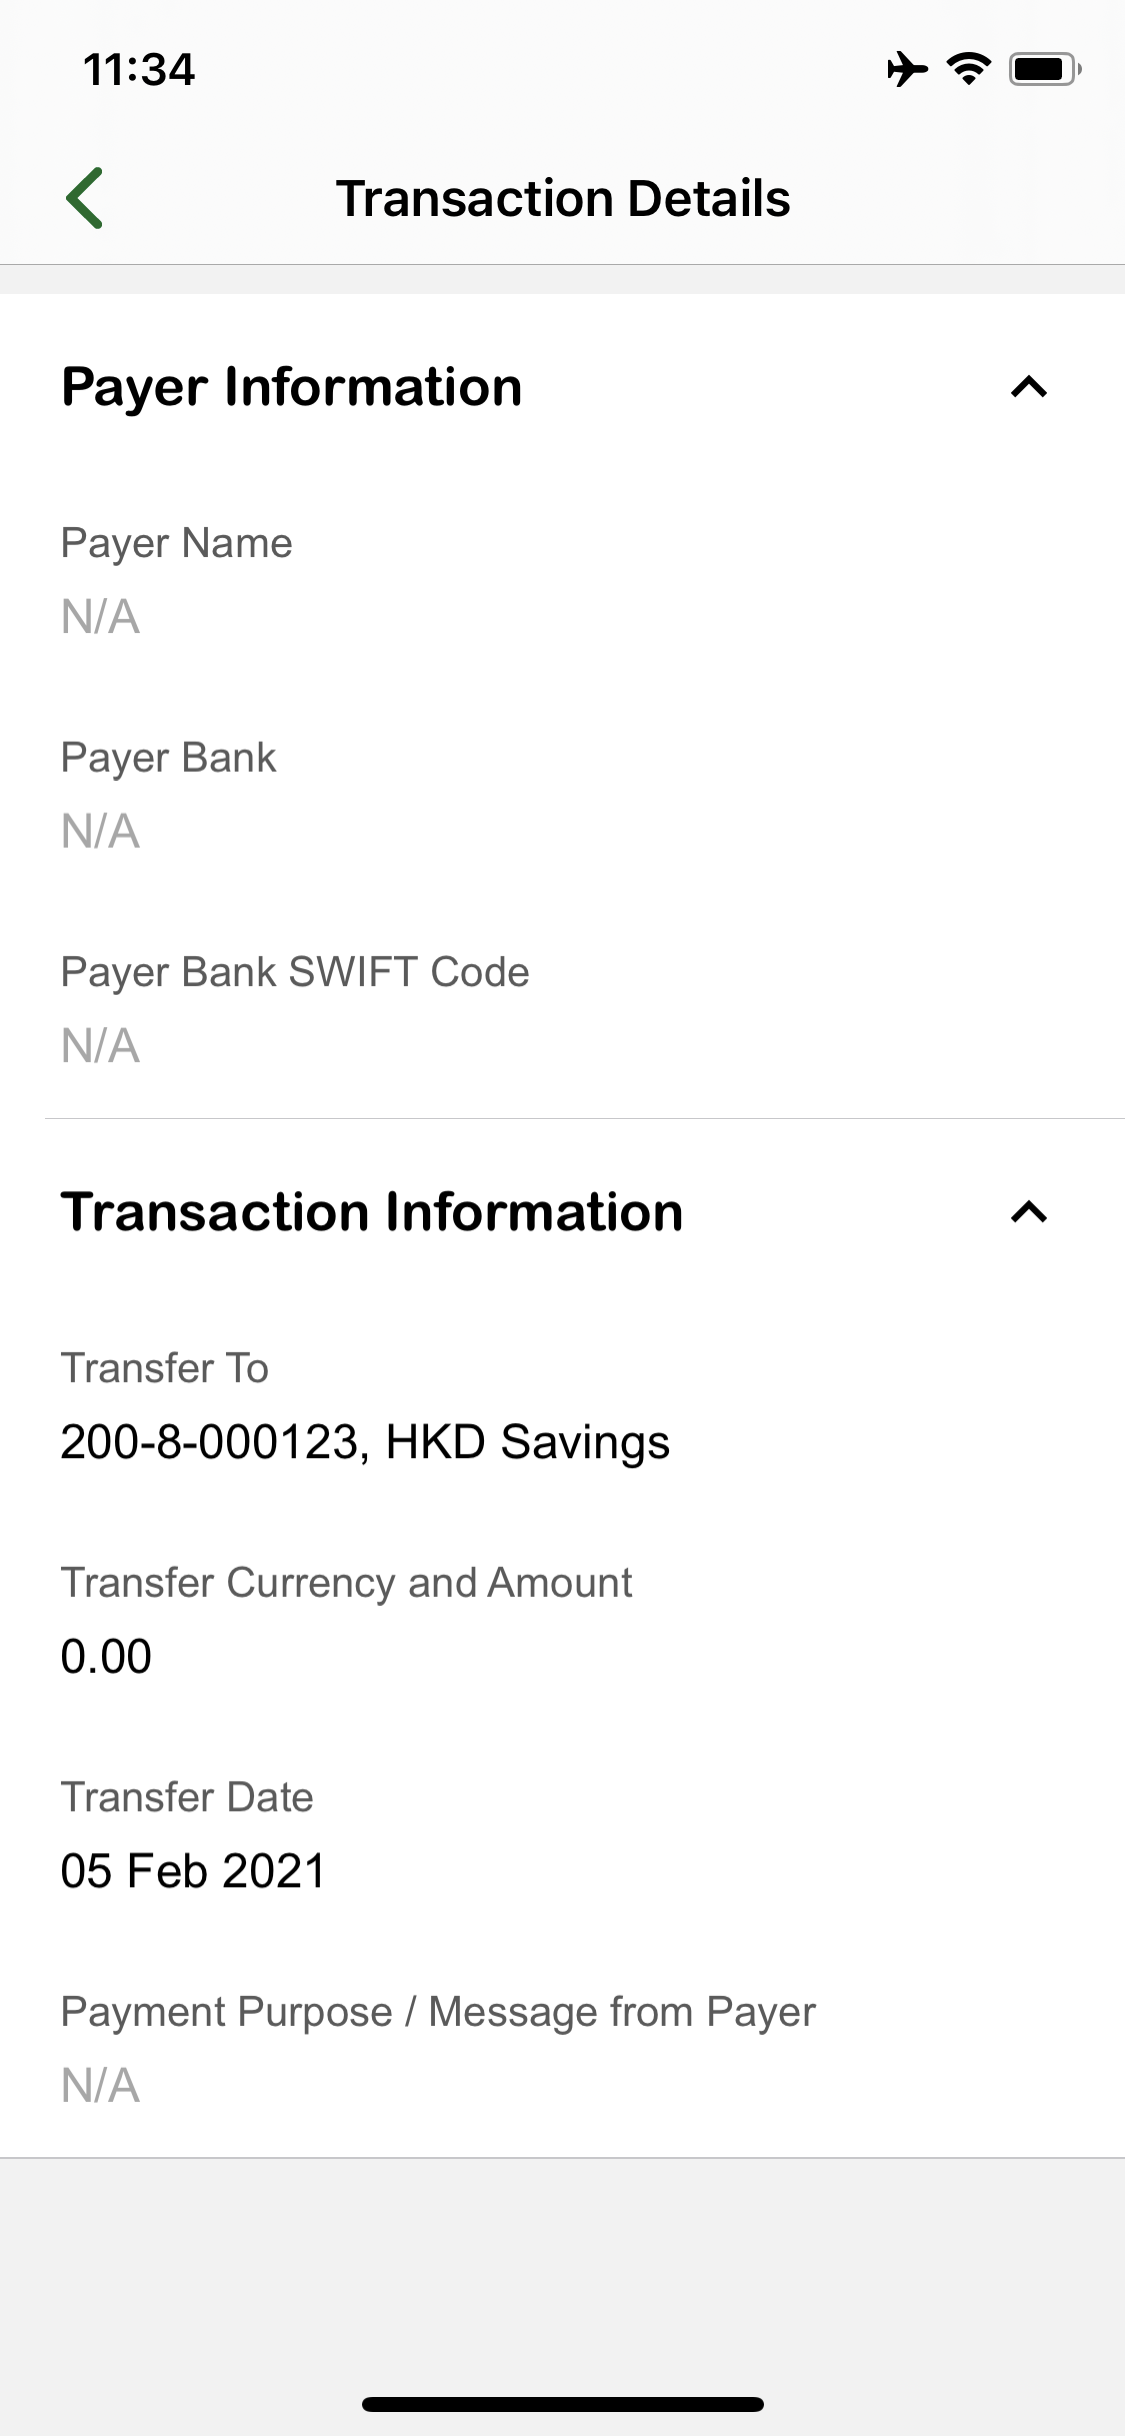 11:34
Transaction Details
Payer Information
Payer Name
N/A
Payer Bank
N/A
Payer Bank SWIFT Code
N/A
Transaction Information
Transfer To
200-8-000123, HKD Savings
Transfer Currency and Amount
0.00
Transfer Date
05 Feb 2021
Payment Purpose / Message from Payer
N/A